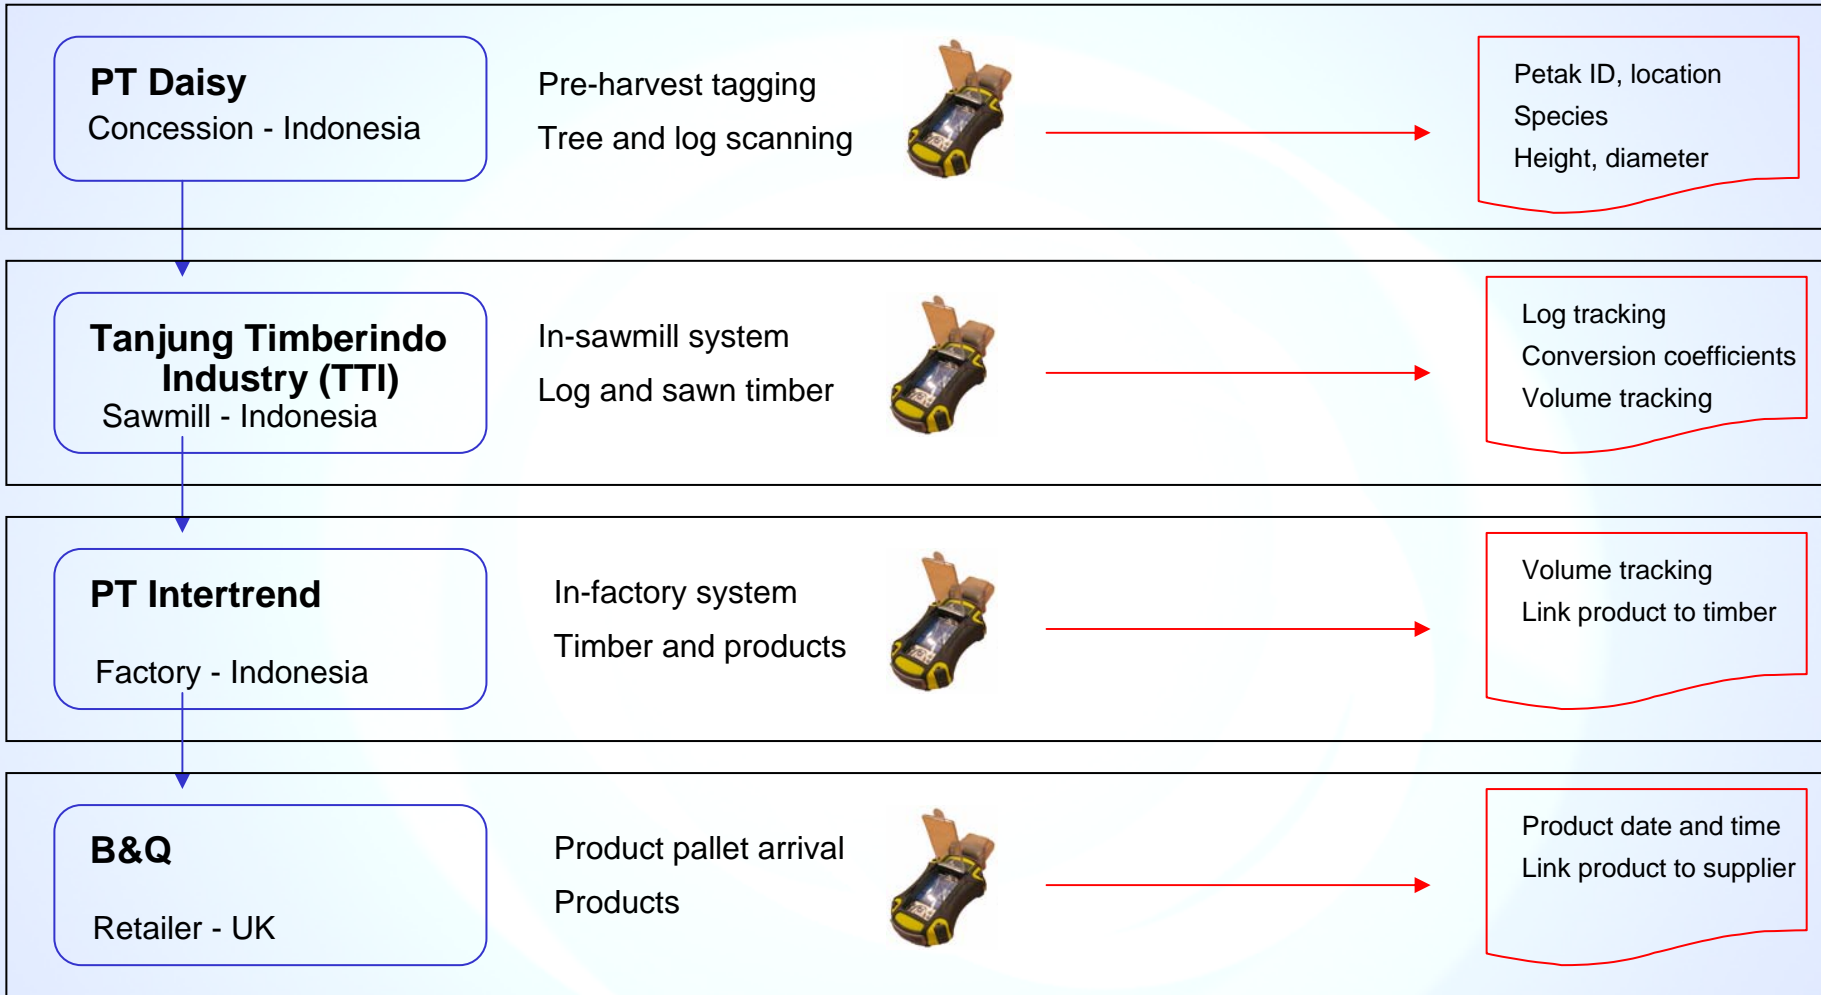 PT Daisy
Concession - Indonesia
Pre-harvest tagging
Tree and log scanning
Petak ID, location
Species
Height, diameter
Tanjung Timberindo
Industry (TTI)
Sawmill - Indonesia
In-sawmill system
Log and sawn timber
Log tracking
Conversion coefficients
Volume tracking
PT Intertrend
Factory - Indonesia
In-factory system
Timber and products
Volume tracking
Link product to timber
B&Q
Retailer - UK
Product pallet arrival
Products
Product date and time
Link product to supplier